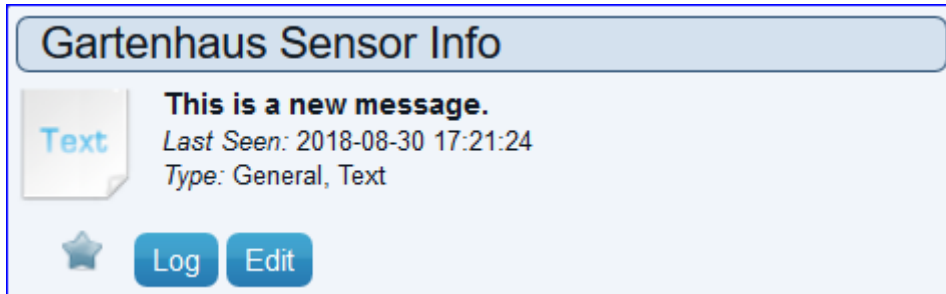 Gartenhaus Sensor Info
Text
This is a new message.
Last Seen: 2018-08-30 17:21:24
Type: General, Text
Log
Edit